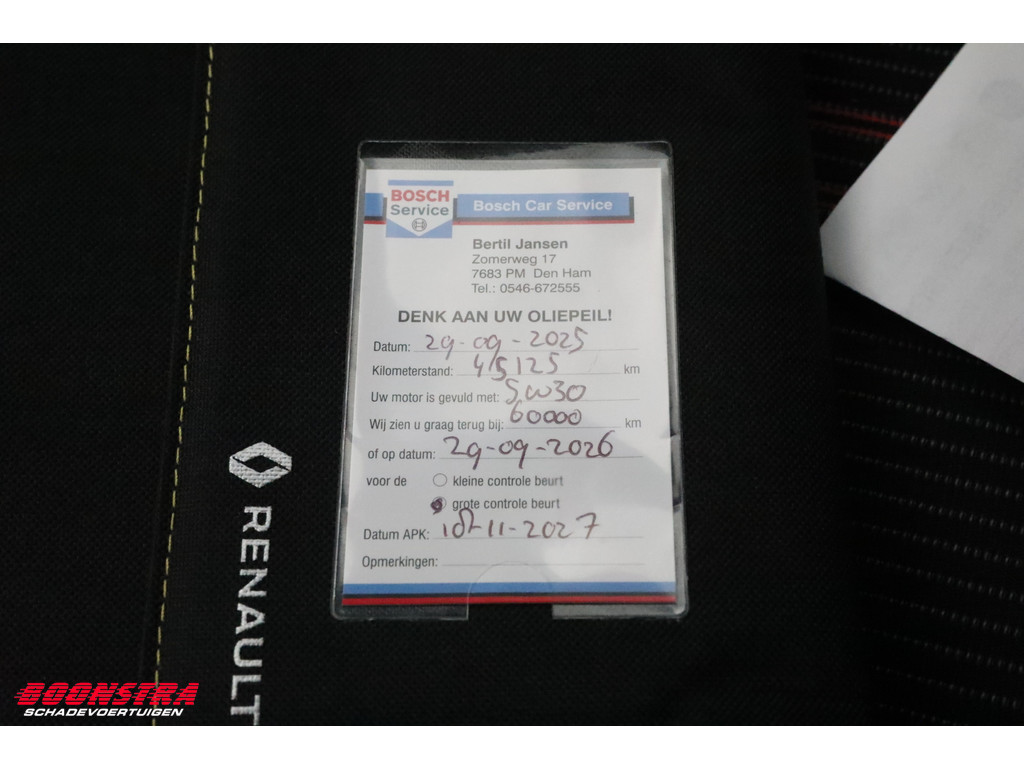 BOSCH
Service
Bosch Car Service
Bertil Jansen
Zomerweg 17
7683 PM Den Ham
Tel.: 0546-672555
DENK AAN UW OLIEPEIL!
Datum: 29-09-2025
Kilometerstand: 45125 km
Uw motor is gevuld met: 5W30
Wij zien u graag terug bij: 60000 km
of op datum: 29-09-2026
voor de kleine controle beurt
grote controle beurt
Datum APK: -11-2027
Opmerkingen:
RENAULT
BOONSTRA
SCHADEVOERTUIGEN